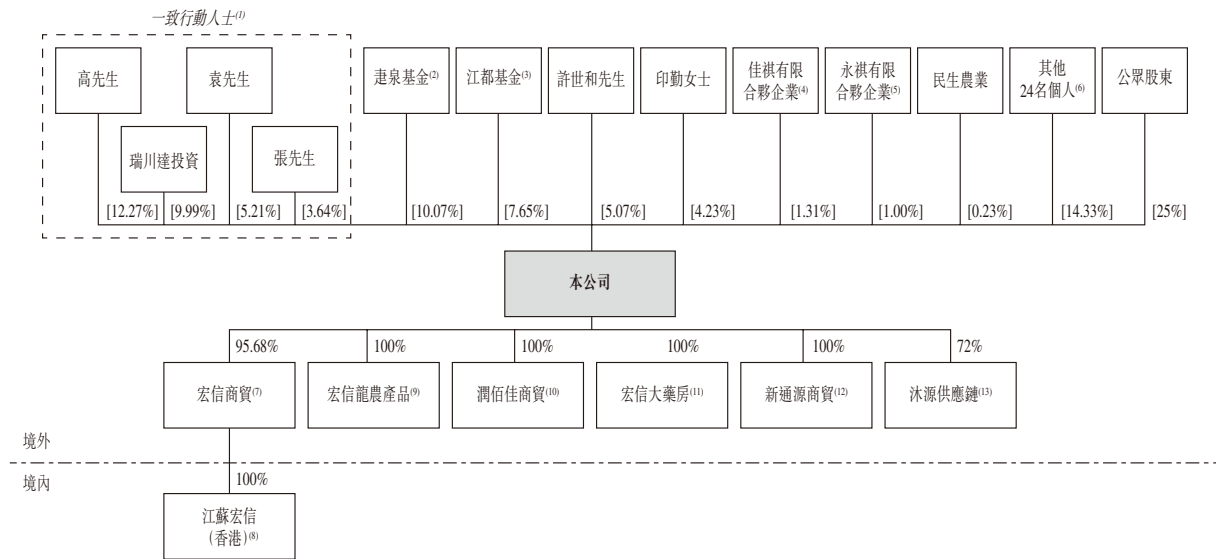 一致行動人士(1)
高先生
袁先生
疌泉基金(2)
江都基金(3)
許世和先生
印勤女士
佳祺有限
合夥企業(4)
永祺有限
合夥企業(5)
民生農業
其他
24名個人(6)
公眾股東
瑞川達投資
張先生
[12.27%]
[9.99%]
[5.21%]
[3.64%]
[10.07%]
[7.65%]
[5.07%]
[4.23%]
[1.31%]
[1.00%]
[0.23%]
[14.33%]
[25%]
本公司
95.68%
100%
100%
100%
100%
72%
宏信商貿(7)
宏信龍農產品(9)
潤佰佳商貿(10)
宏信大藥房(11)
新通源商貿(12)
沐源供應鏈(13)
境外
境內
100%
江蘇宏信
(香港)(8)